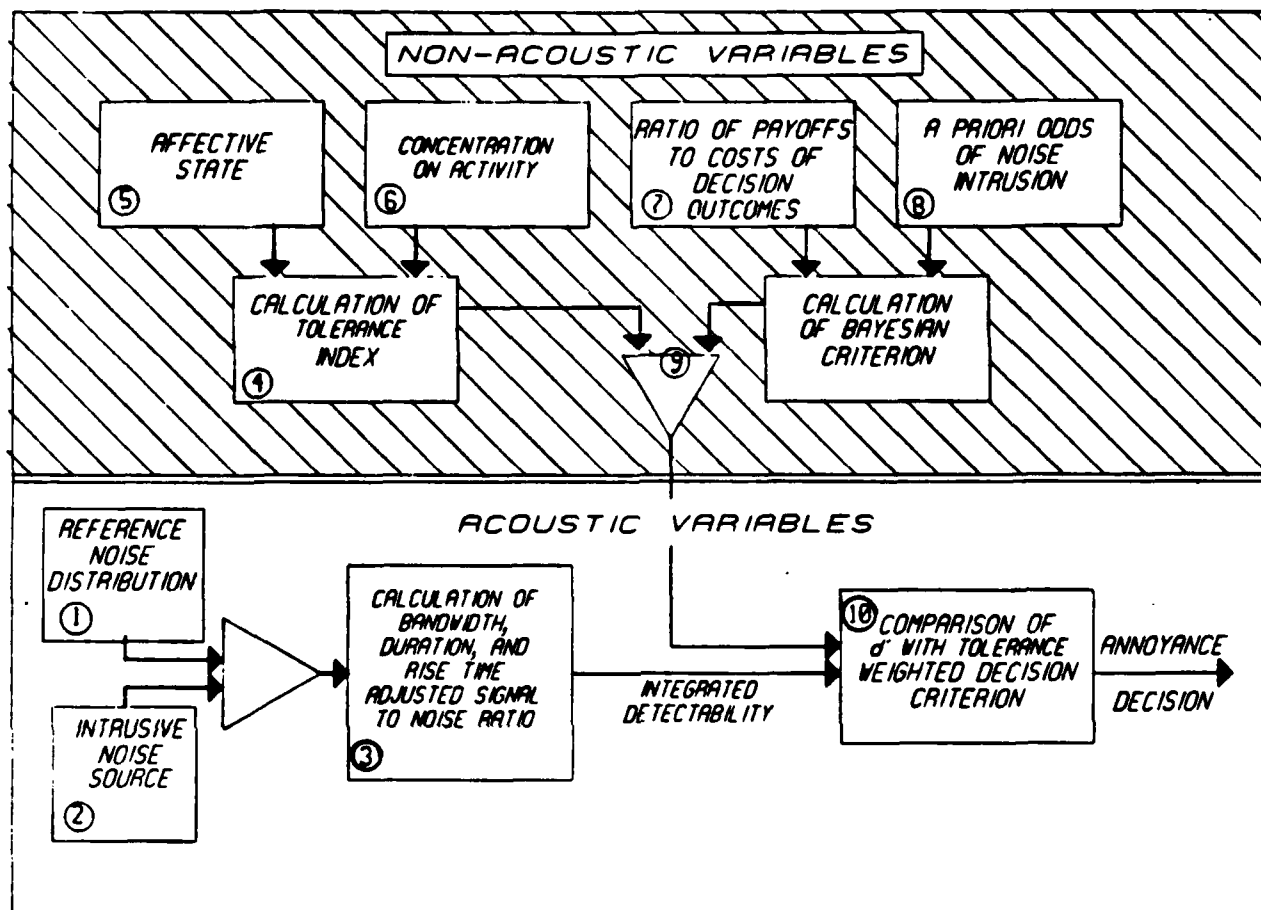 NON-ACOUSTIC VARIABLES
AFFECTIVE
STATE
5
CONCENTRATION
ON ACTIVITY
6
RATIO OF PAYOFFS
TO COSTS OF
DECISION
OUTCOMES
7
A PRIORI ODDS
OF NOISE
INTRUSION
8
CALCULATION OF
TOLERANCE
INDEX
4
9
CALCULATION
OF BAYESIAN
CRITERION
ACOUSTIC VARIABLES
REFERENCE
NOISE
DISTRIBUTION
1
INTRUSIVE
NOISE
SOURCE
2
CALCULATION OF
BANDWIDTH,
DURATION, AND
RISE TIME
ADJUSTED SIGNAL
TO NOISE RATIO
3
INTEGRATED
DETECTABILITY
10
COMPARISON OF
d' WITH TOLERANCE
WEIGHTED DECISION
CRITERION
ANNOYANCE
DECISION